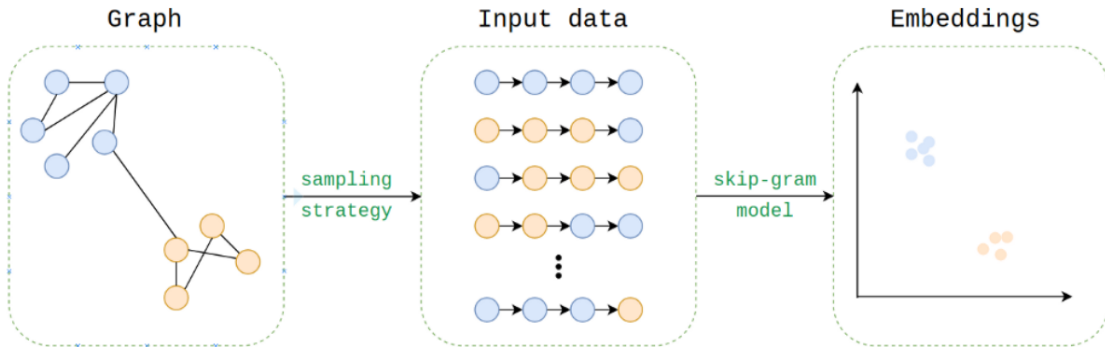 Graph
Input data
Embeddings
sampling
strategy
skip-gram
model